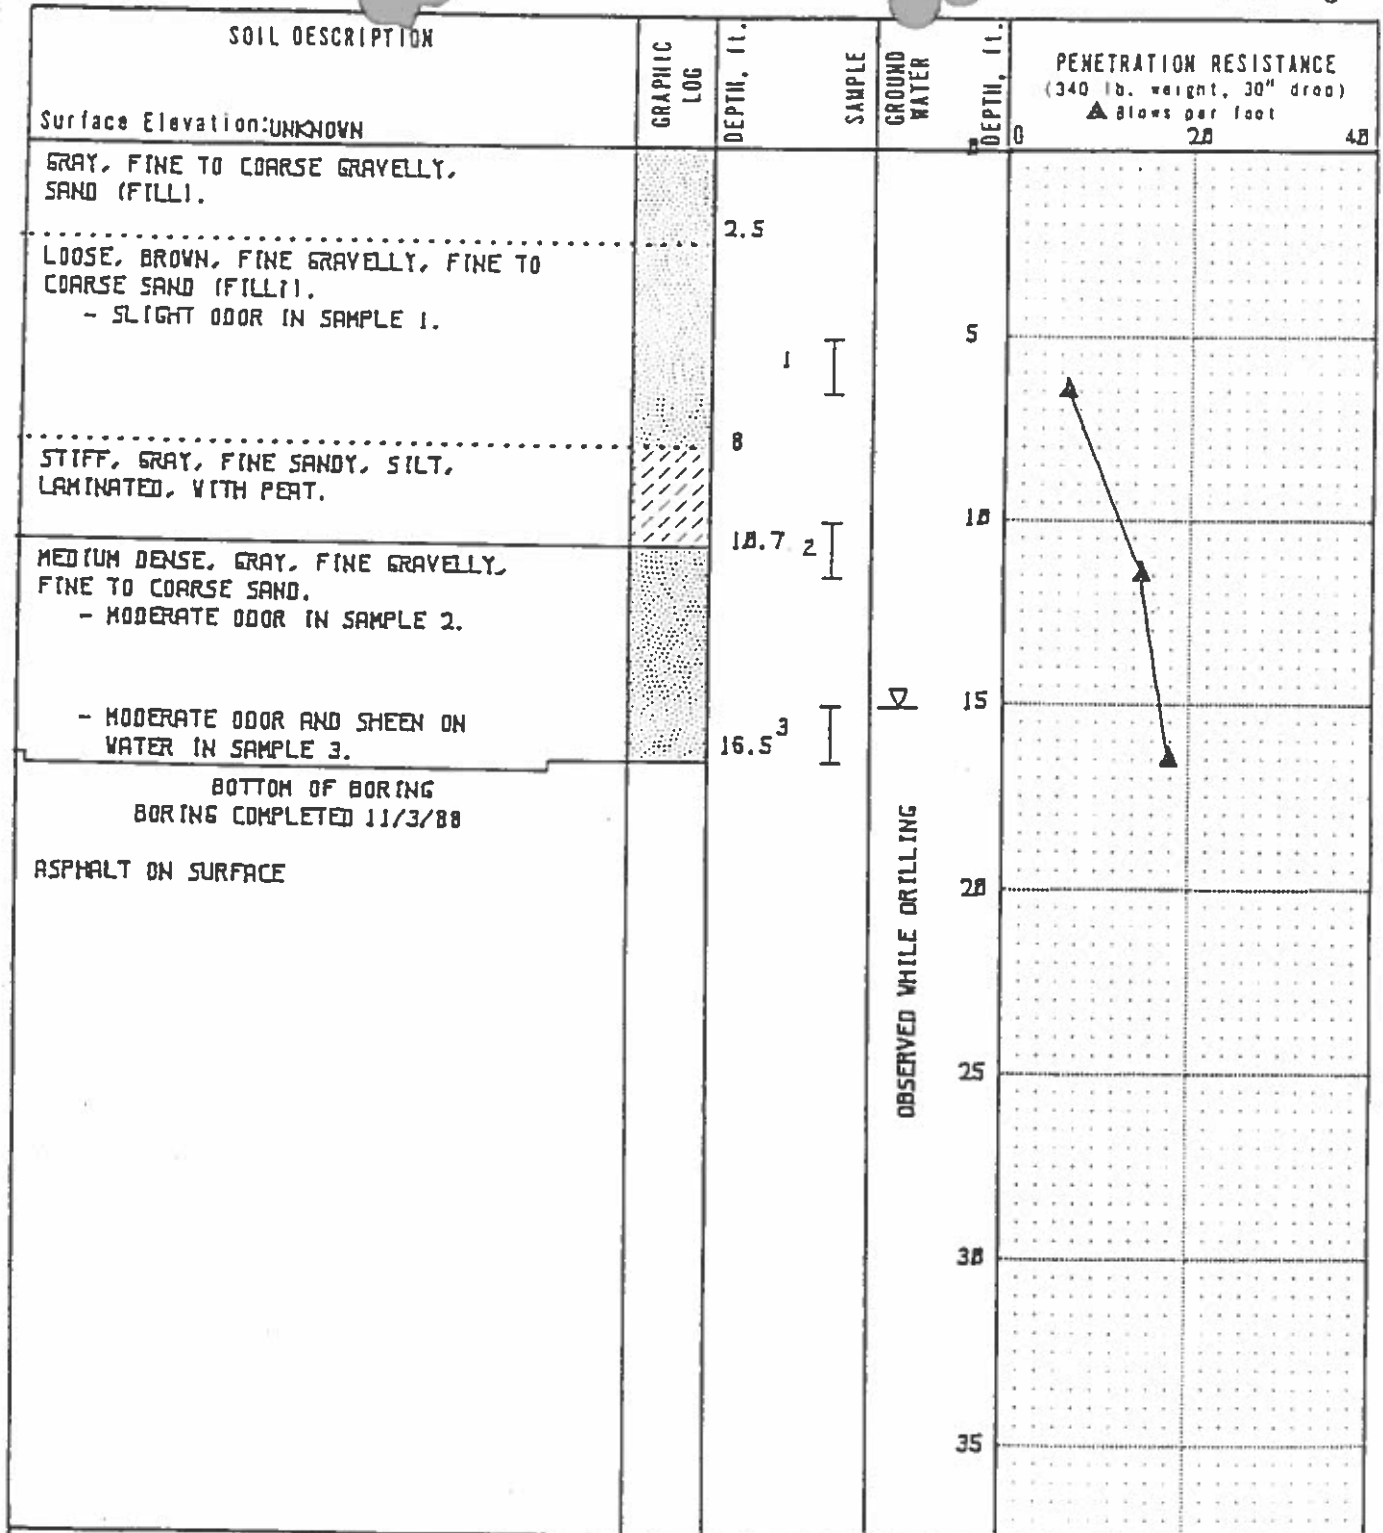 SOIL DESCRIPTION
Surface Elevation: UNKNOWN
GRAPHIC LOG
DEPTH, ft.
SAMPLE
GROUND WATER
DEPTH, ft.
PENETRATION RESISTANCE
(340 lb. weight, 30" drop)
▲ Blows per foot
0 20 40
0
GRAY, FINE TO COARSE GRAVELLY,
SAND (FILL).
2.5
LOOSE, BROWN, FINE GRAVELLY, FINE TO
COARSE SAND (FILL?).
- SLIGHT ODOR IN SAMPLE 1.
5
1
8
STIFF, GRAY, FINE SANDY, SILT,
LAMINATED, WITH PEAT.
10
10.7 2
MEDIUM DENSE, GRAY, FINE GRAVELLY,
FINE TO COARSE SAND.
- MODERATE ODOR IN SAMPLE 2.
15
- MODERATE ODOR AND SHEEN ON
WATER IN SAMPLE 3.
16.5 3
BOTTOM OF BORING
BORING COMPLETED 11/3/88
ASPHALT ON SURFACE
OBSERVED WHILE DRILLING
20
25
30
35